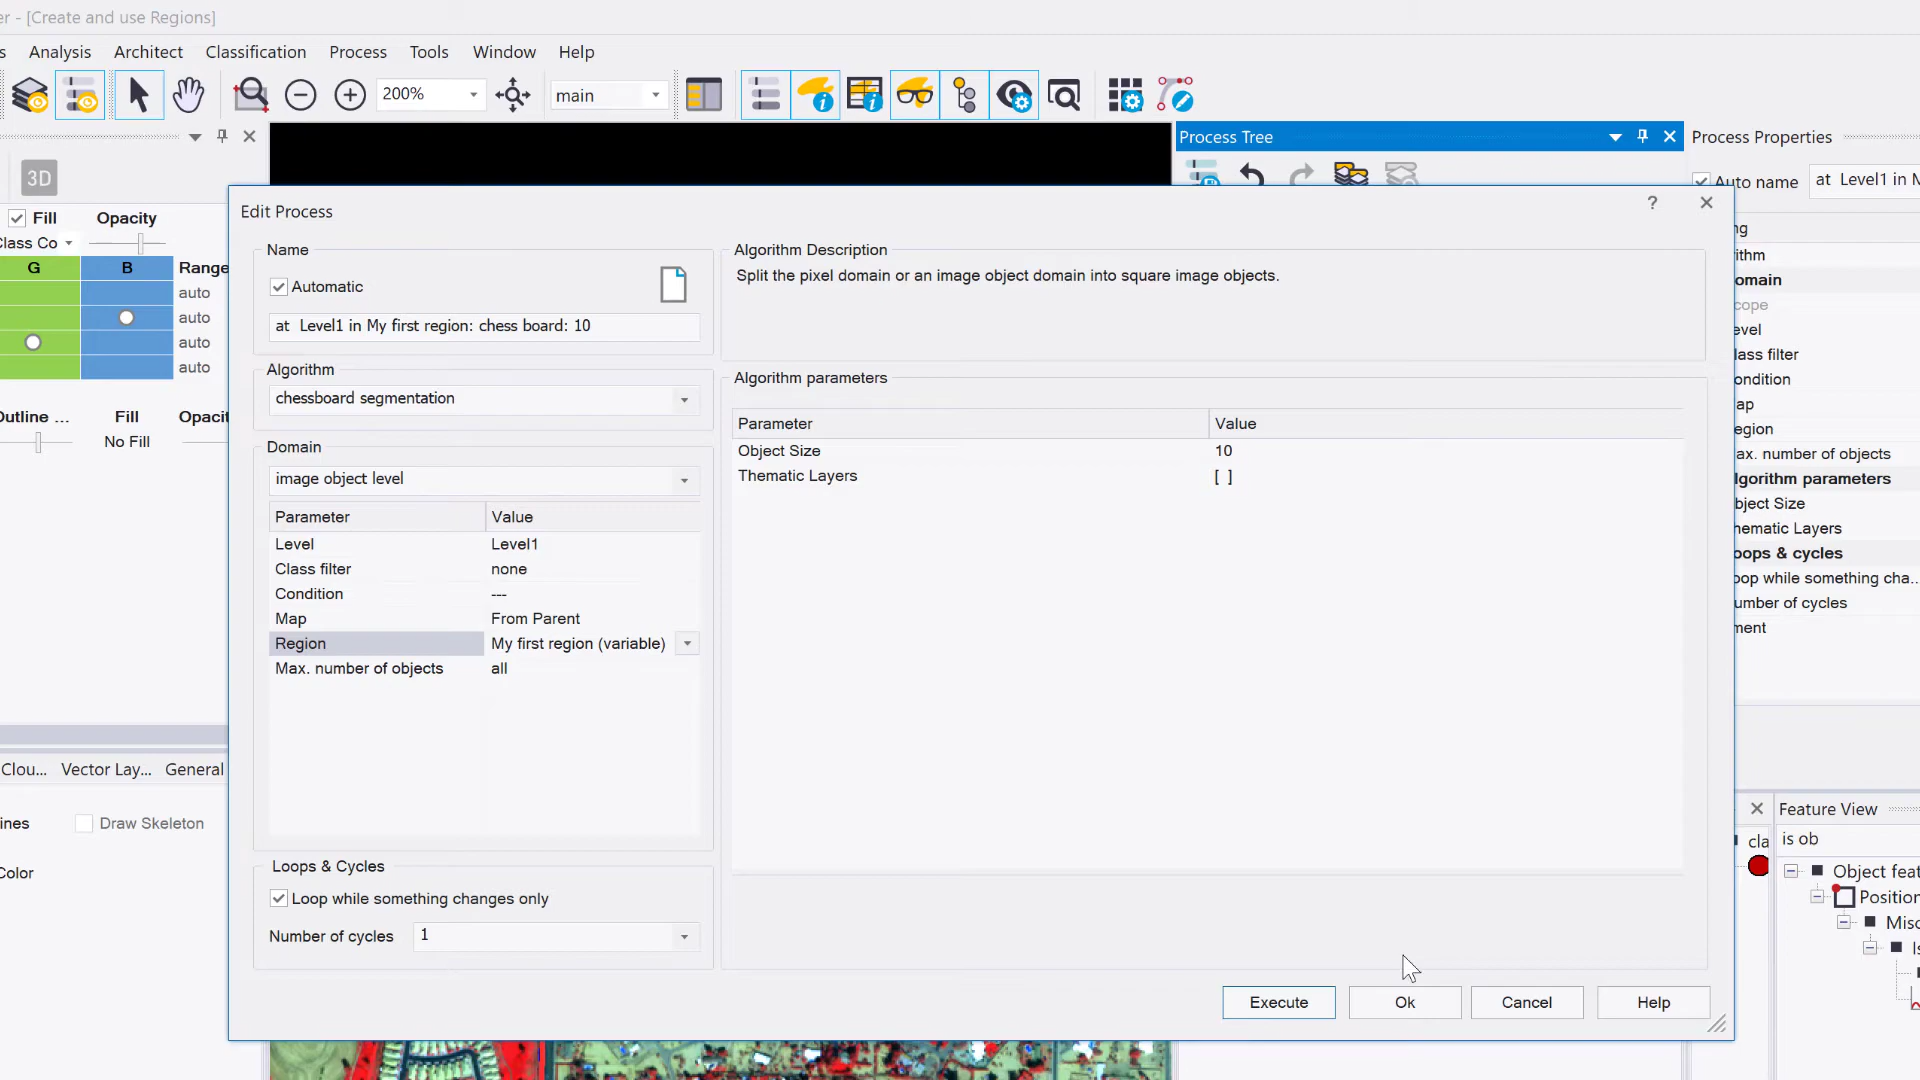 er - [Create and use Regions]
s Analysis Architect Classification Process Tools Window Help
200%
main
Process Tree
Process Properties
3D
Auto name
at Level1 in M
Fill
Opacity
Class Co
G B Range
auto
auto
auto
auto
Outline ... Fill Opaci
No Fill
Clou... Vector Lay... General
ines Draw Skeleton
Color
Edit Process
?
Name
Automatic
at Level1 in My first region: chess board: 10
Algorithm
chessboard segmentation
Domain
image object level
Parameter Value
Level Level1
Class filter none
Condition ---
Map From Parent
Region My first region (variable)
Max. number of objects all
Loops & Cycles
Loop while something changes only
Number of cycles 1
Algorithm Description
Split the pixel domain or an image object domain into square image objects.
Algorithm parameters
Parameter Value
Object Size 10
Thematic Layers [ ]
Execute Ok Cancel Help
ng
rithm
omain
cope
evel
lass filter
ondition
ap
egion
ax. number of objects
lgorithm parameters
bject Size
hematic Layers
oops & cycles
oop while something cha...
umber of cycles
ment
cla
Feature View
is ob
Object feat
Position
Misc
Is